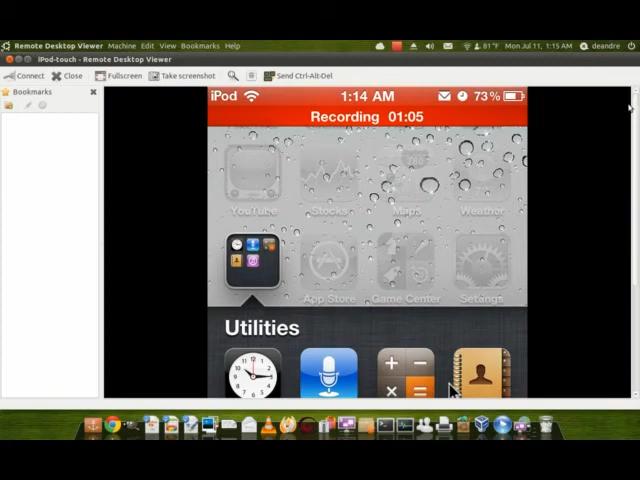 Remote Desktop Viewer Machine Edit View Bookmarks Help 81 °F Mon Jul 11, 1:15 AM deandre
iPod-touch - Remote Desktop Viewer
Connect Close Fullscreen Take screenshot Send Ctrl-Alt-Del
Bookmarks
iPod 1:14 AM 73%
Recording 01:05
YouTube Stocks Maps Weather
App Store Game Center Settings
Utilities